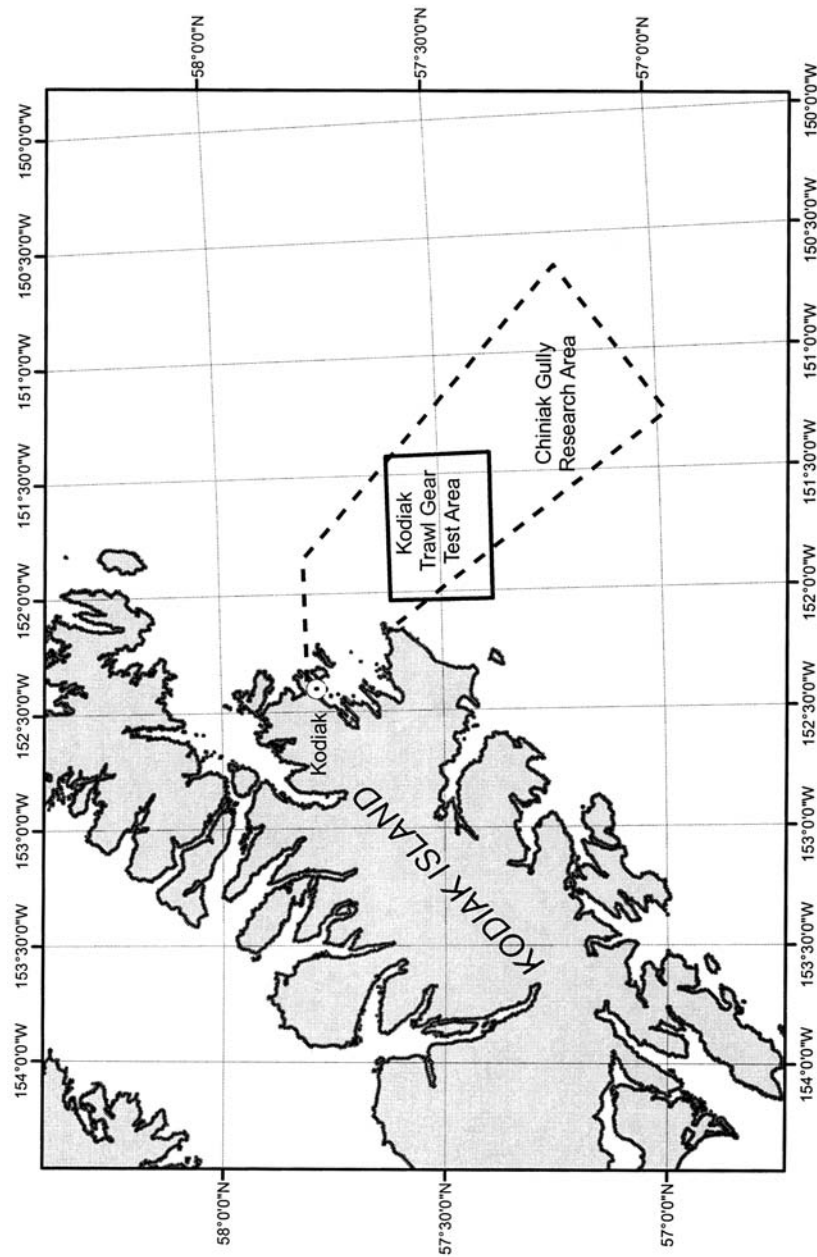 154°0'0"W
153°30'0"W
153°0'0"W
152°30'0"W
152°0'0"W
151°30'0"W
151°0'0"W
150°30'0"W
150°0'0"W
58°0'0"N
58°0'0"N
Kodiak
Kodiak
Trawl Gear
Test Area
57°30'0"N
57°30'0"N
KODIAK ISLAND
Chiniak Gully
Research Area
57°0'0"N
57°0'0"N
154°0'0"W
153°30'0"W
153°0'0"W
152°30'0"W
152°0'0"W
151°30'0"W
151°0'0"W
150°30'0"W
150°0'0"W